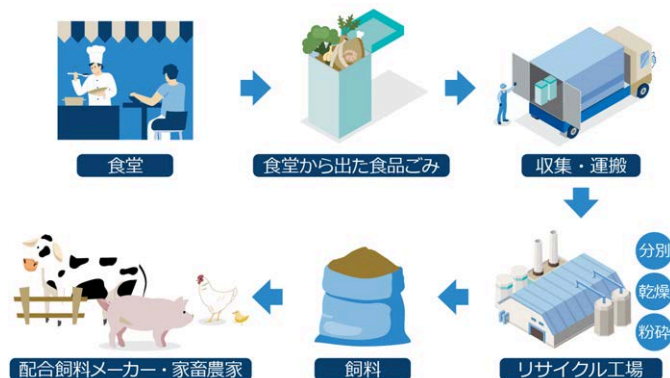 食堂
食堂から出た食品ごみ
収集・運搬
分別
乾燥
粉砕
リサイクル工場
飼料
配合飼料メーカー・家畜農家